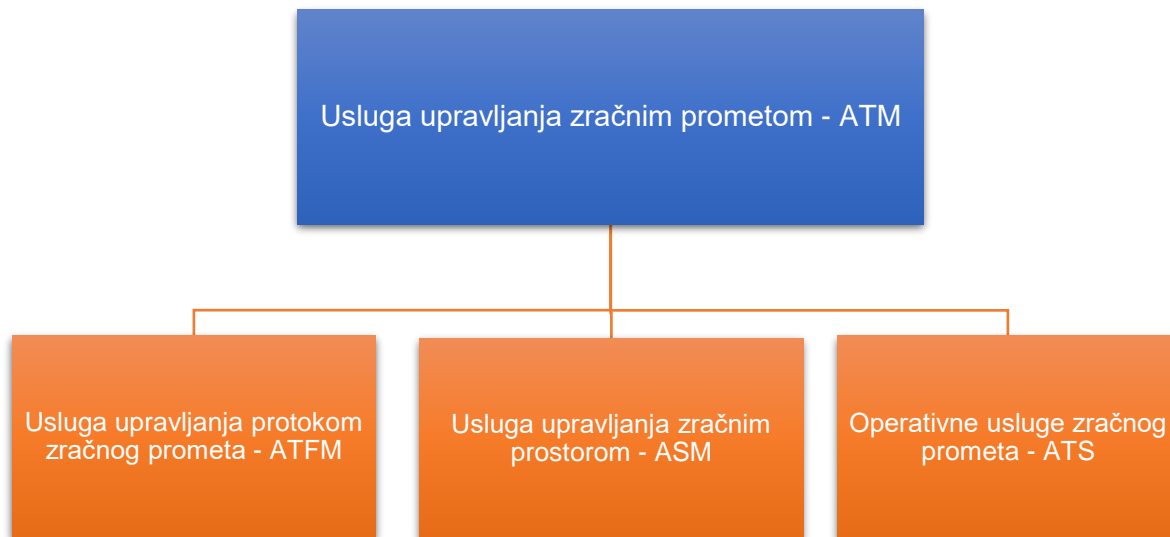 Usluga upravljanja zračnim prometom - ATM
Usluga upravljanja protokom
zračnog prometa - ATFM
Usluga upravljanja zračnim
prostorom - ASM
Operativne usluge zračnog
prometa - ATS